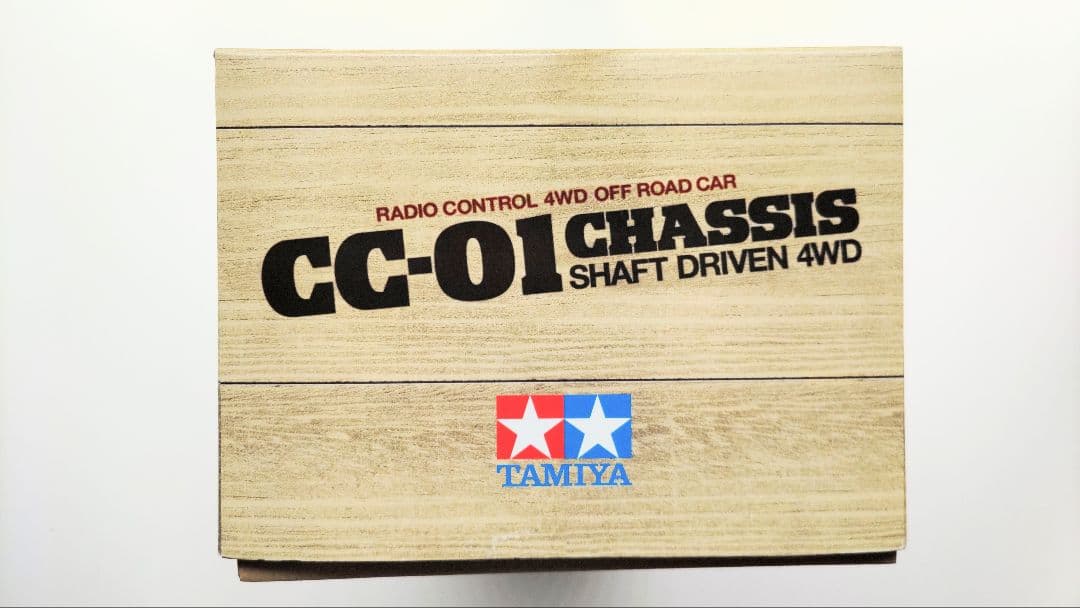 RADIO CONTROL 4WD OFF ROAD CAR
CC-01 CHASSIS
SHAFT DRIVEN 4WD
TAMIYA